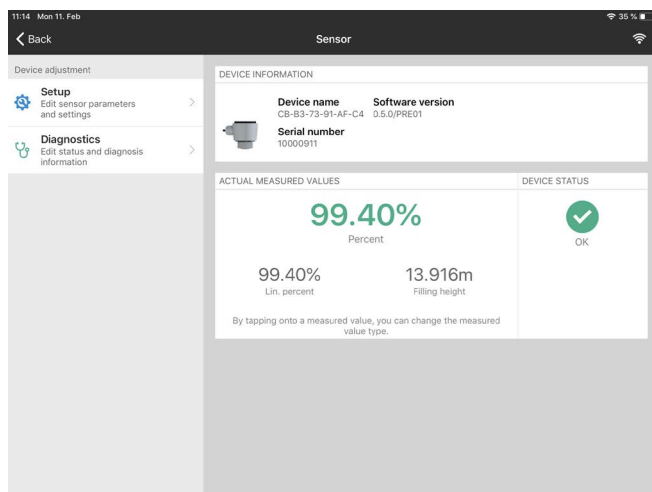 11:14 Mon 11. Feb
35 %
Back
Sensor
Device adjustment
Setup
Edit sensor parameters
and settings
Diagnostics
Edit status and diagnosis
information
DEVICE INFORMATION
Device name
CB-B3-73-91-AF-C4
Software version
0.5.0/PRE01
Serial number
10000911
ACTUAL MEASURED VALUES
99.40%
Percent
99.40%
Lin. percent
13.916m
Filling height
By tapping onto a measured value, you can change the measured
value type.
DEVICE STATUS
OK